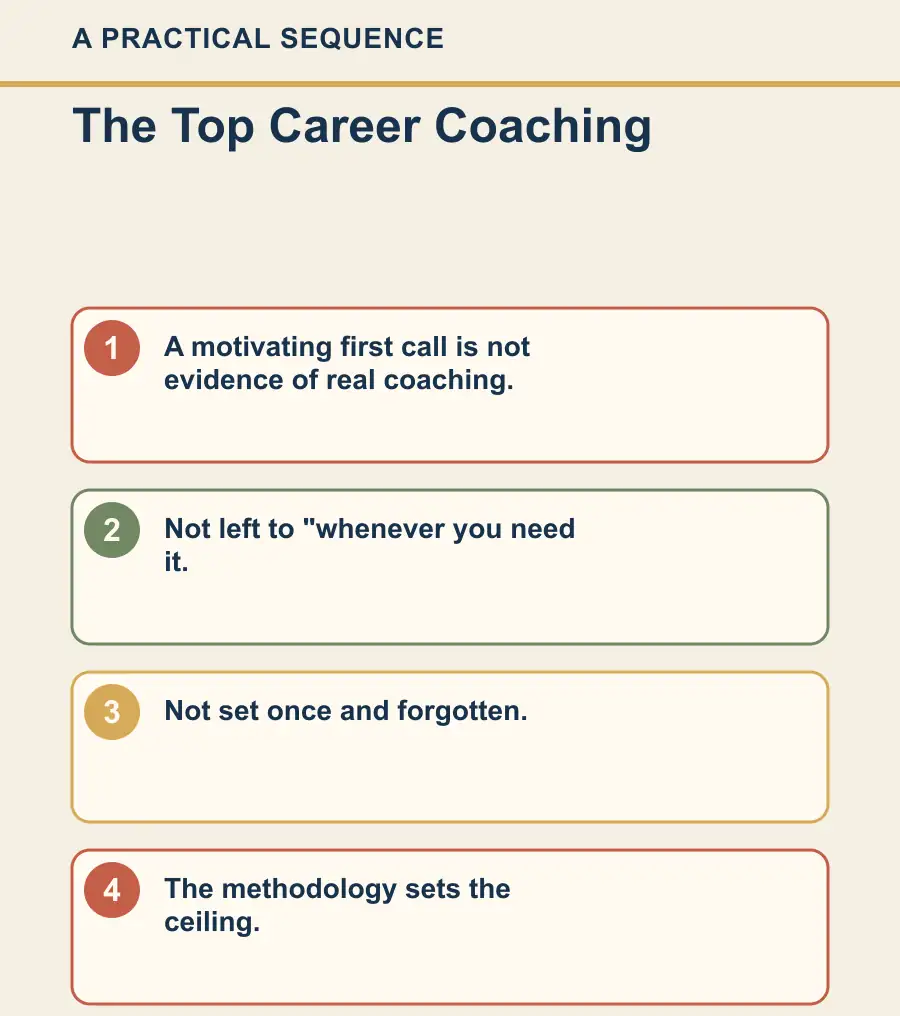 A PRACTICAL SEQUENCE
The Top Career Coaching
1
A motivating first call is not
evidence of real coaching.
2
Not left to "whenever you need
it.
3
Not set once and forgotten.
4
The methodology sets the
ceiling.